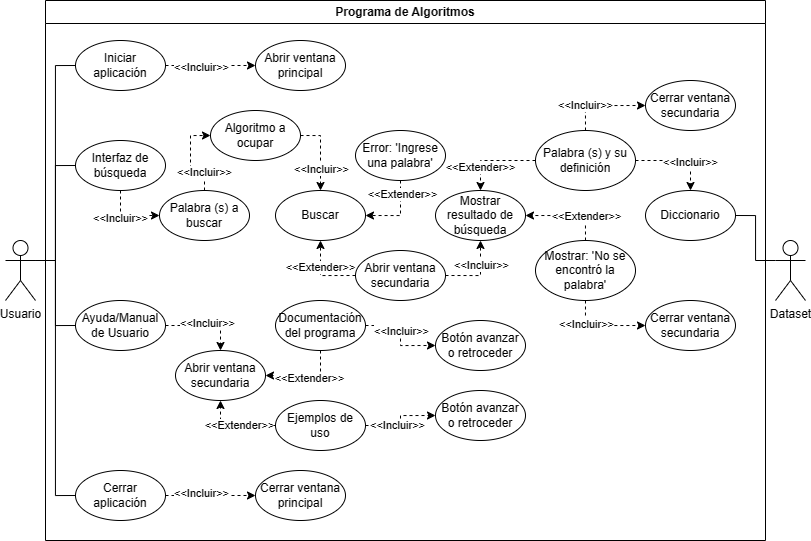 Programa de Algoritmos
Iniciar
aplicación
<<Incluir>>
Abrir ventana
principal
Interfaz de
búsqueda
<<Incluir>>
Palabra (s) a
buscar
<<Incluir>>
Algoritmo a
ocupar
<<Incluir>>
Buscar
Error: 'Ingrese
una palabra'
<<Extender>>
<<Extender>>
Abrir ventana
secundaria
<<Incluir>>
Mostrar
resultado de
búsqueda
<<Extender>>
Palabra (s) y su
definición
<<Incluir>>
Cerrar ventana
secundaria
<<Incluir>>
Diccionario
<<Extender>>
Mostrar: 'No se
encontró la
palabra'
<<Incluir>>
Cerrar ventana
secundaria
Usuario
Dataset
Ayuda/Manual
de Usuario
<<Incluir>>
Abrir ventana
secundaria
Documentación
del programa
<<Extender>>
<<Incluir>>
Botón avanzar
o retroceder
<<Extender>>
Ejemplos de
uso
<<Incluir>>
Botón avanzar
o retroceder
Cerrar
aplicación
<<Incluir>>
Cerrar ventana
principal